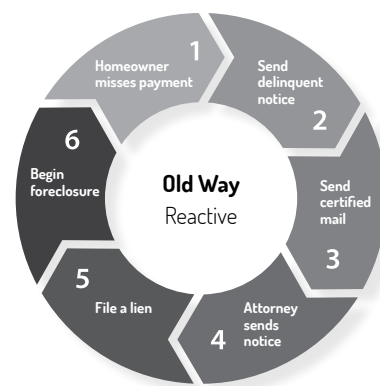 1
Homeowner
misses payment
Send
delinquent
notice
2
Send
certified
mail
3
Attorney
sends
notice
4
File a lien
5
6
Begin
foreclosure
Old Way
Reactive